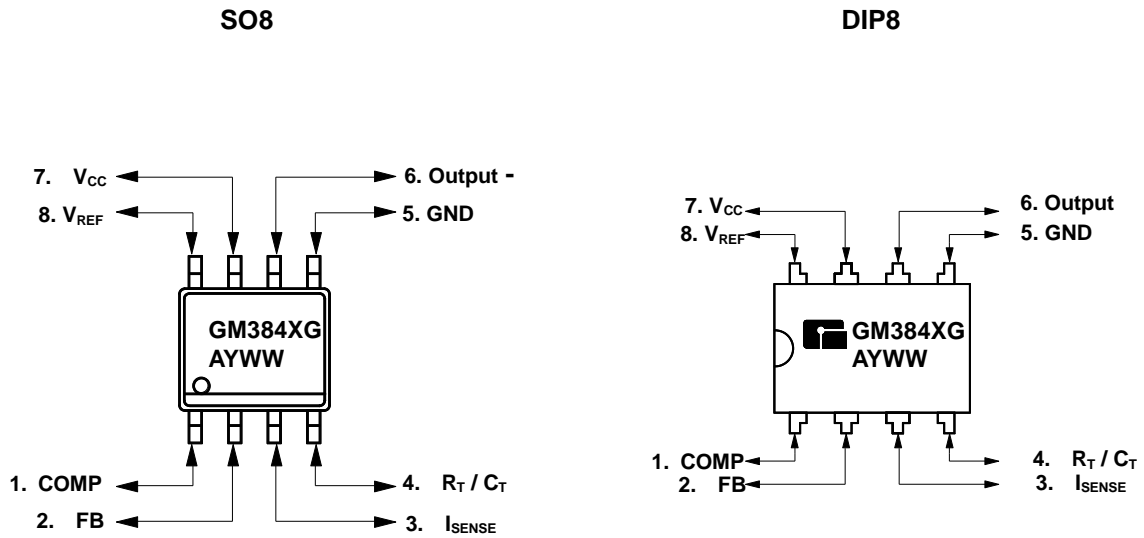 SO8
7. VCC
6. Output -
8. VREF
5. GND
GM384XG
AYWW
1. COMP
4. RT / CT
2. FB
3. ISENSE
DIP8
7. VCC
6. Output
8. VREF
5. GND
GM384XG
AYWW
1. COMP
4. RT / CT
2. FB
3. ISENSE